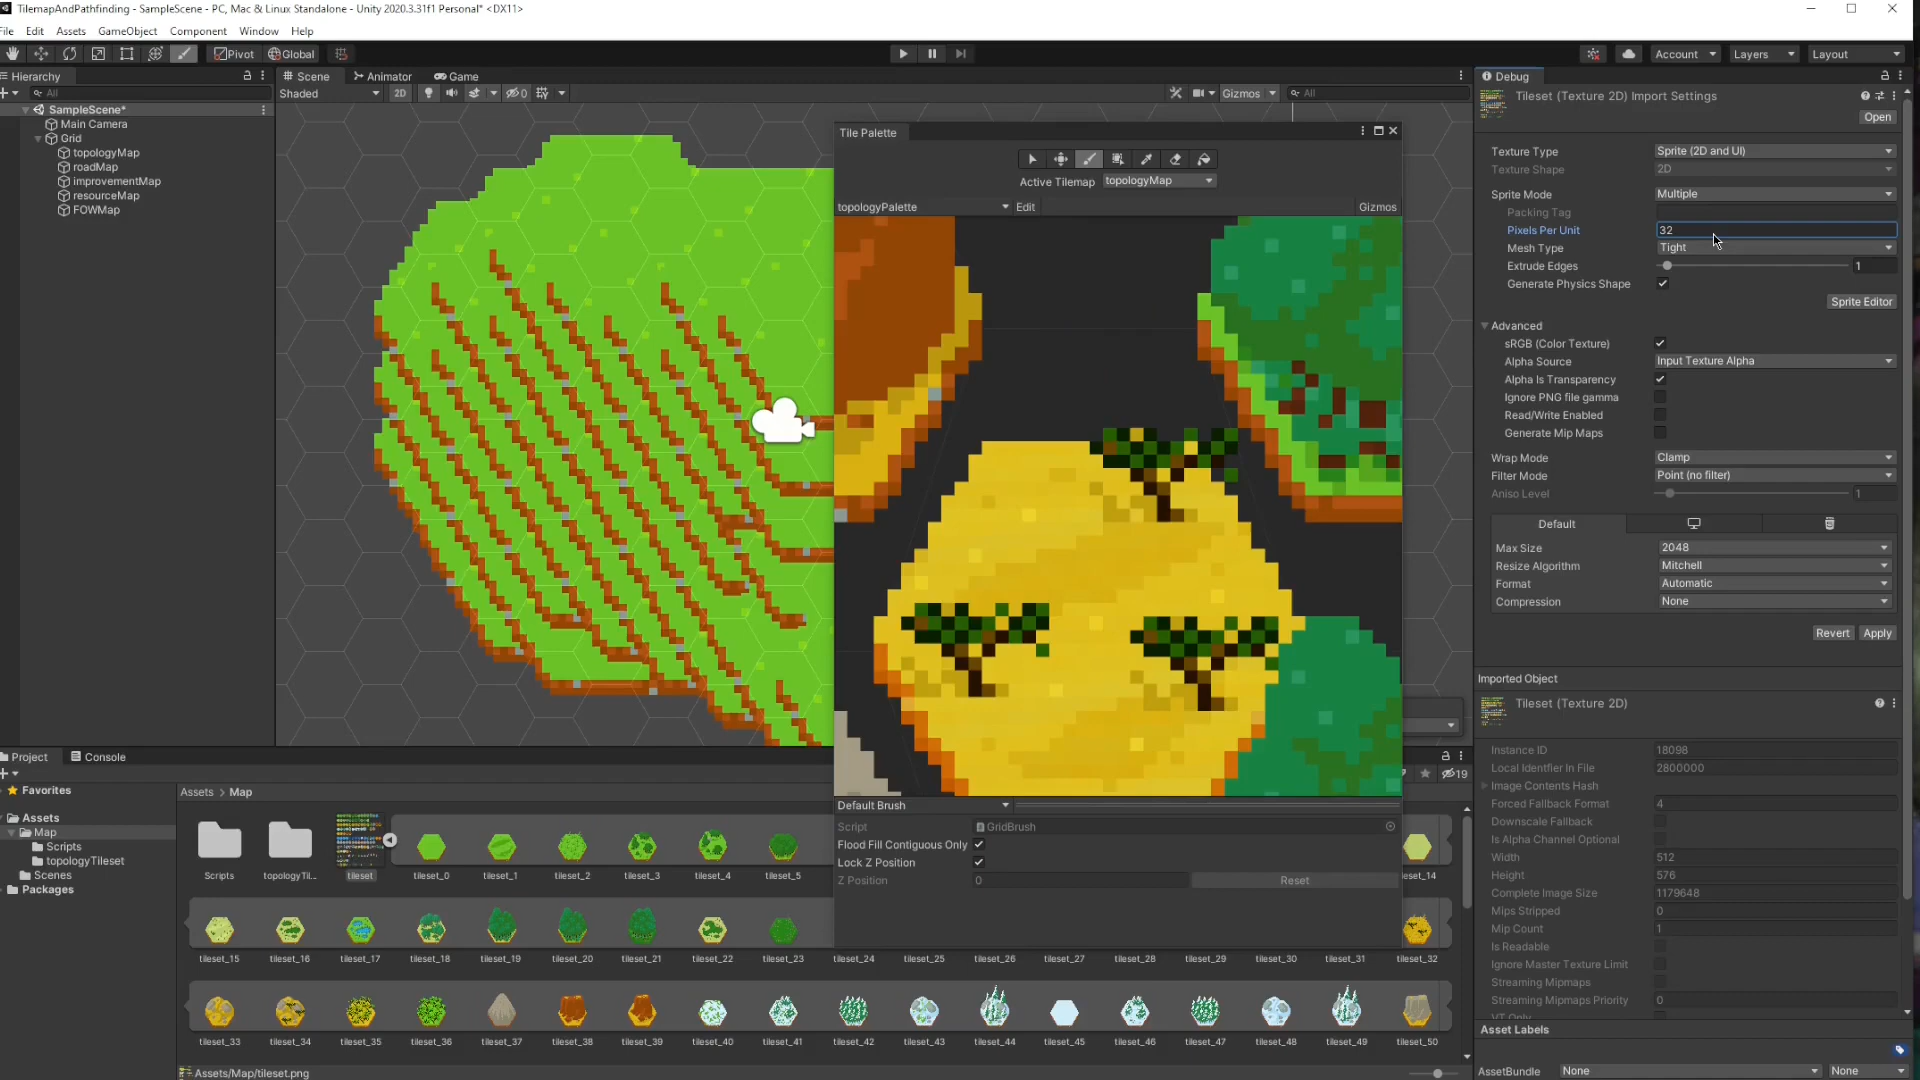 TilemapAndPathfinding - SampleScene - PC, Mac & Linux Standalone - Unity 2020.3.31f1 Personal* <DX11>
File Edit Assets GameObject Component Window Help
Pivot Global Account Layers Layout
Hierarchy
All
SampleScene*
Main Camera
Grid
topologyMap
roadMap
improvementMap
resourceMap
FOWMap
Scene Animator Game
Shaded 2D 0 Gizmos All
Tile Palette
Active Tilemap topologyMap
topologyPalette Edit Gizmos
Default Brush
Script GridBrush
Flood Fill Contiguous Only
Lock Z Position
Z Position 0 Reset
Debug
Tileset (Texture 2D) Import Settings
Open
Texture Type Sprite (2D and UI)
Texture Shape 2D
Sprite Mode Multiple
Packing Tag
Pixels Per Unit 32
Mesh Type Tight
Extrude Edges 1
Generate Physics Shape
Sprite Editor
Advanced
sRGB (Color Texture)
Alpha Source Input Texture Alpha
Alpha Is Transparency
Ignore PNG file gamma
Read/Write Enabled
Generate Mip Maps
Wrap Mode Clamp
Filter Mode Point (no filter)
Aniso Level 1
Default
Max Size 2048
Resize Algorithm Mitchell
Format Automatic
Compression None
Revert Apply
Imported Object
Tileset (Texture 2D)
Instance ID 18098
Local Identifier In File 2800000
Image Contents Hash
Forced Fallback Format 4
Downscale Fallback
Is Alpha Channel Optional
Width 512
Height 576
Complete Image Size 1179648
Mips Stripped 0
Mip Count 1
Is Readable
Ignore Master Texture Limit
Streaming Mipmaps
Streaming Mipmaps Priority 0
VT Only
Asset Labels
AssetBundle None None
Project Console
19
Favorites
Assets
Map
Scripts
topologyTileset
Scenes
Packages
Assets > Map
Scripts topologyTil... tileset tileset_0 tileset_1 tileset_2 tileset_3 tileset_4 tileset_5 eset_14
tileset_15 tileset_16 tileset_17 tileset_18 tileset_19 tileset_20 tileset_21 tileset_22 tileset_23 tileset_24 tileset_25 tileset_26 tileset_27 tileset_28 tileset_29 tileset_30 tileset_31 tileset_32
tileset_33 tileset_34 tileset_35 tileset_36 tileset_37 tileset_38 tileset_39 tileset_40 tileset_41 tileset_42 tileset_43 tileset_44 tileset_45 tileset_46 tileset_47 tileset_48 tileset_49 tileset_50
Assets/Map/tileset.png